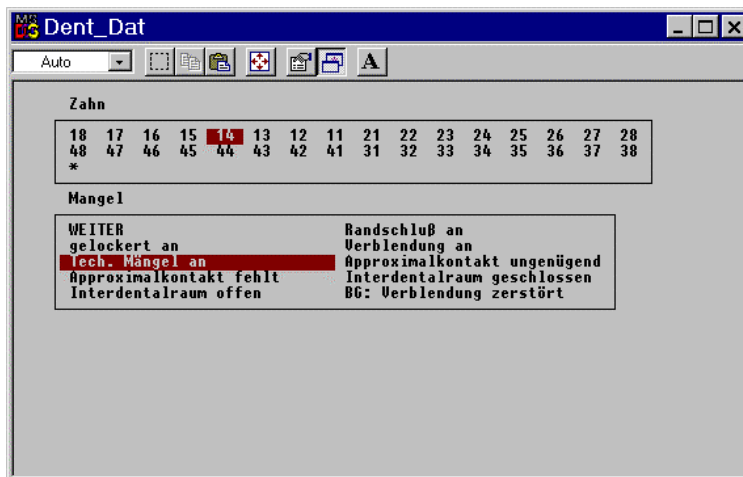 Dent_Dat
Auto
A
Zahn
18 17 16 15 14 13 12 11 21 22 23 24 25 26 27 28
48 47 46 45 44 43 42 41 31 32 33 34 35 36 37 38
*
Mangel
WEITER Randschluß an
gelockert an Verblendung an
Tech. Mängel an Approximalkontakt ungenügend
Approximalkontakt fehlt Interdentalraum geschlossen
Interdentalraum offen BG: Verblendung zerstört